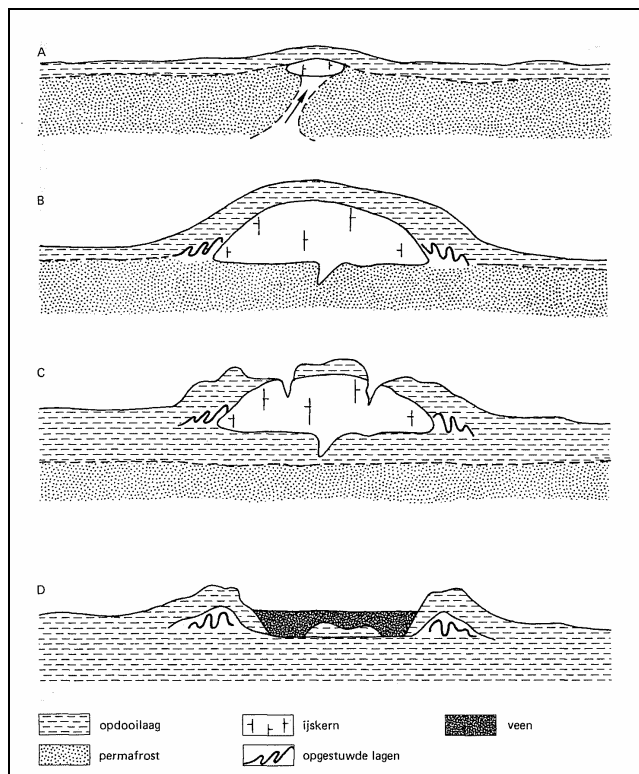 A
B
C
D
opdooilaag
ijskern
veen
permafrost
opgestuwde lagen